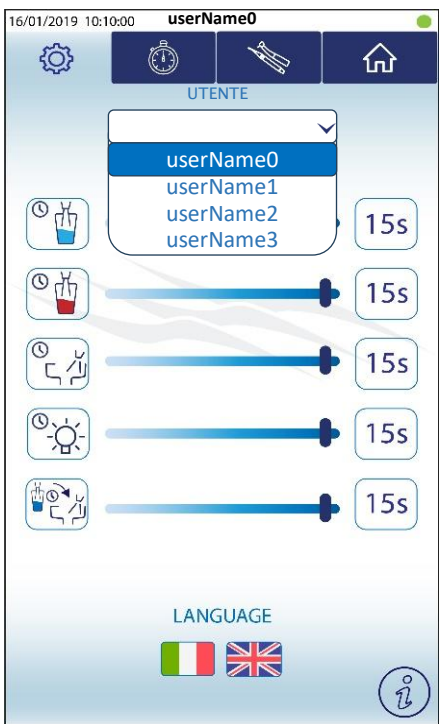 16/01/2019 10:10:00 userName0
UTENTE
userName0
userName1
userName2
userName3
15s
15s
15s
15s
15s
LANGUAGE
i